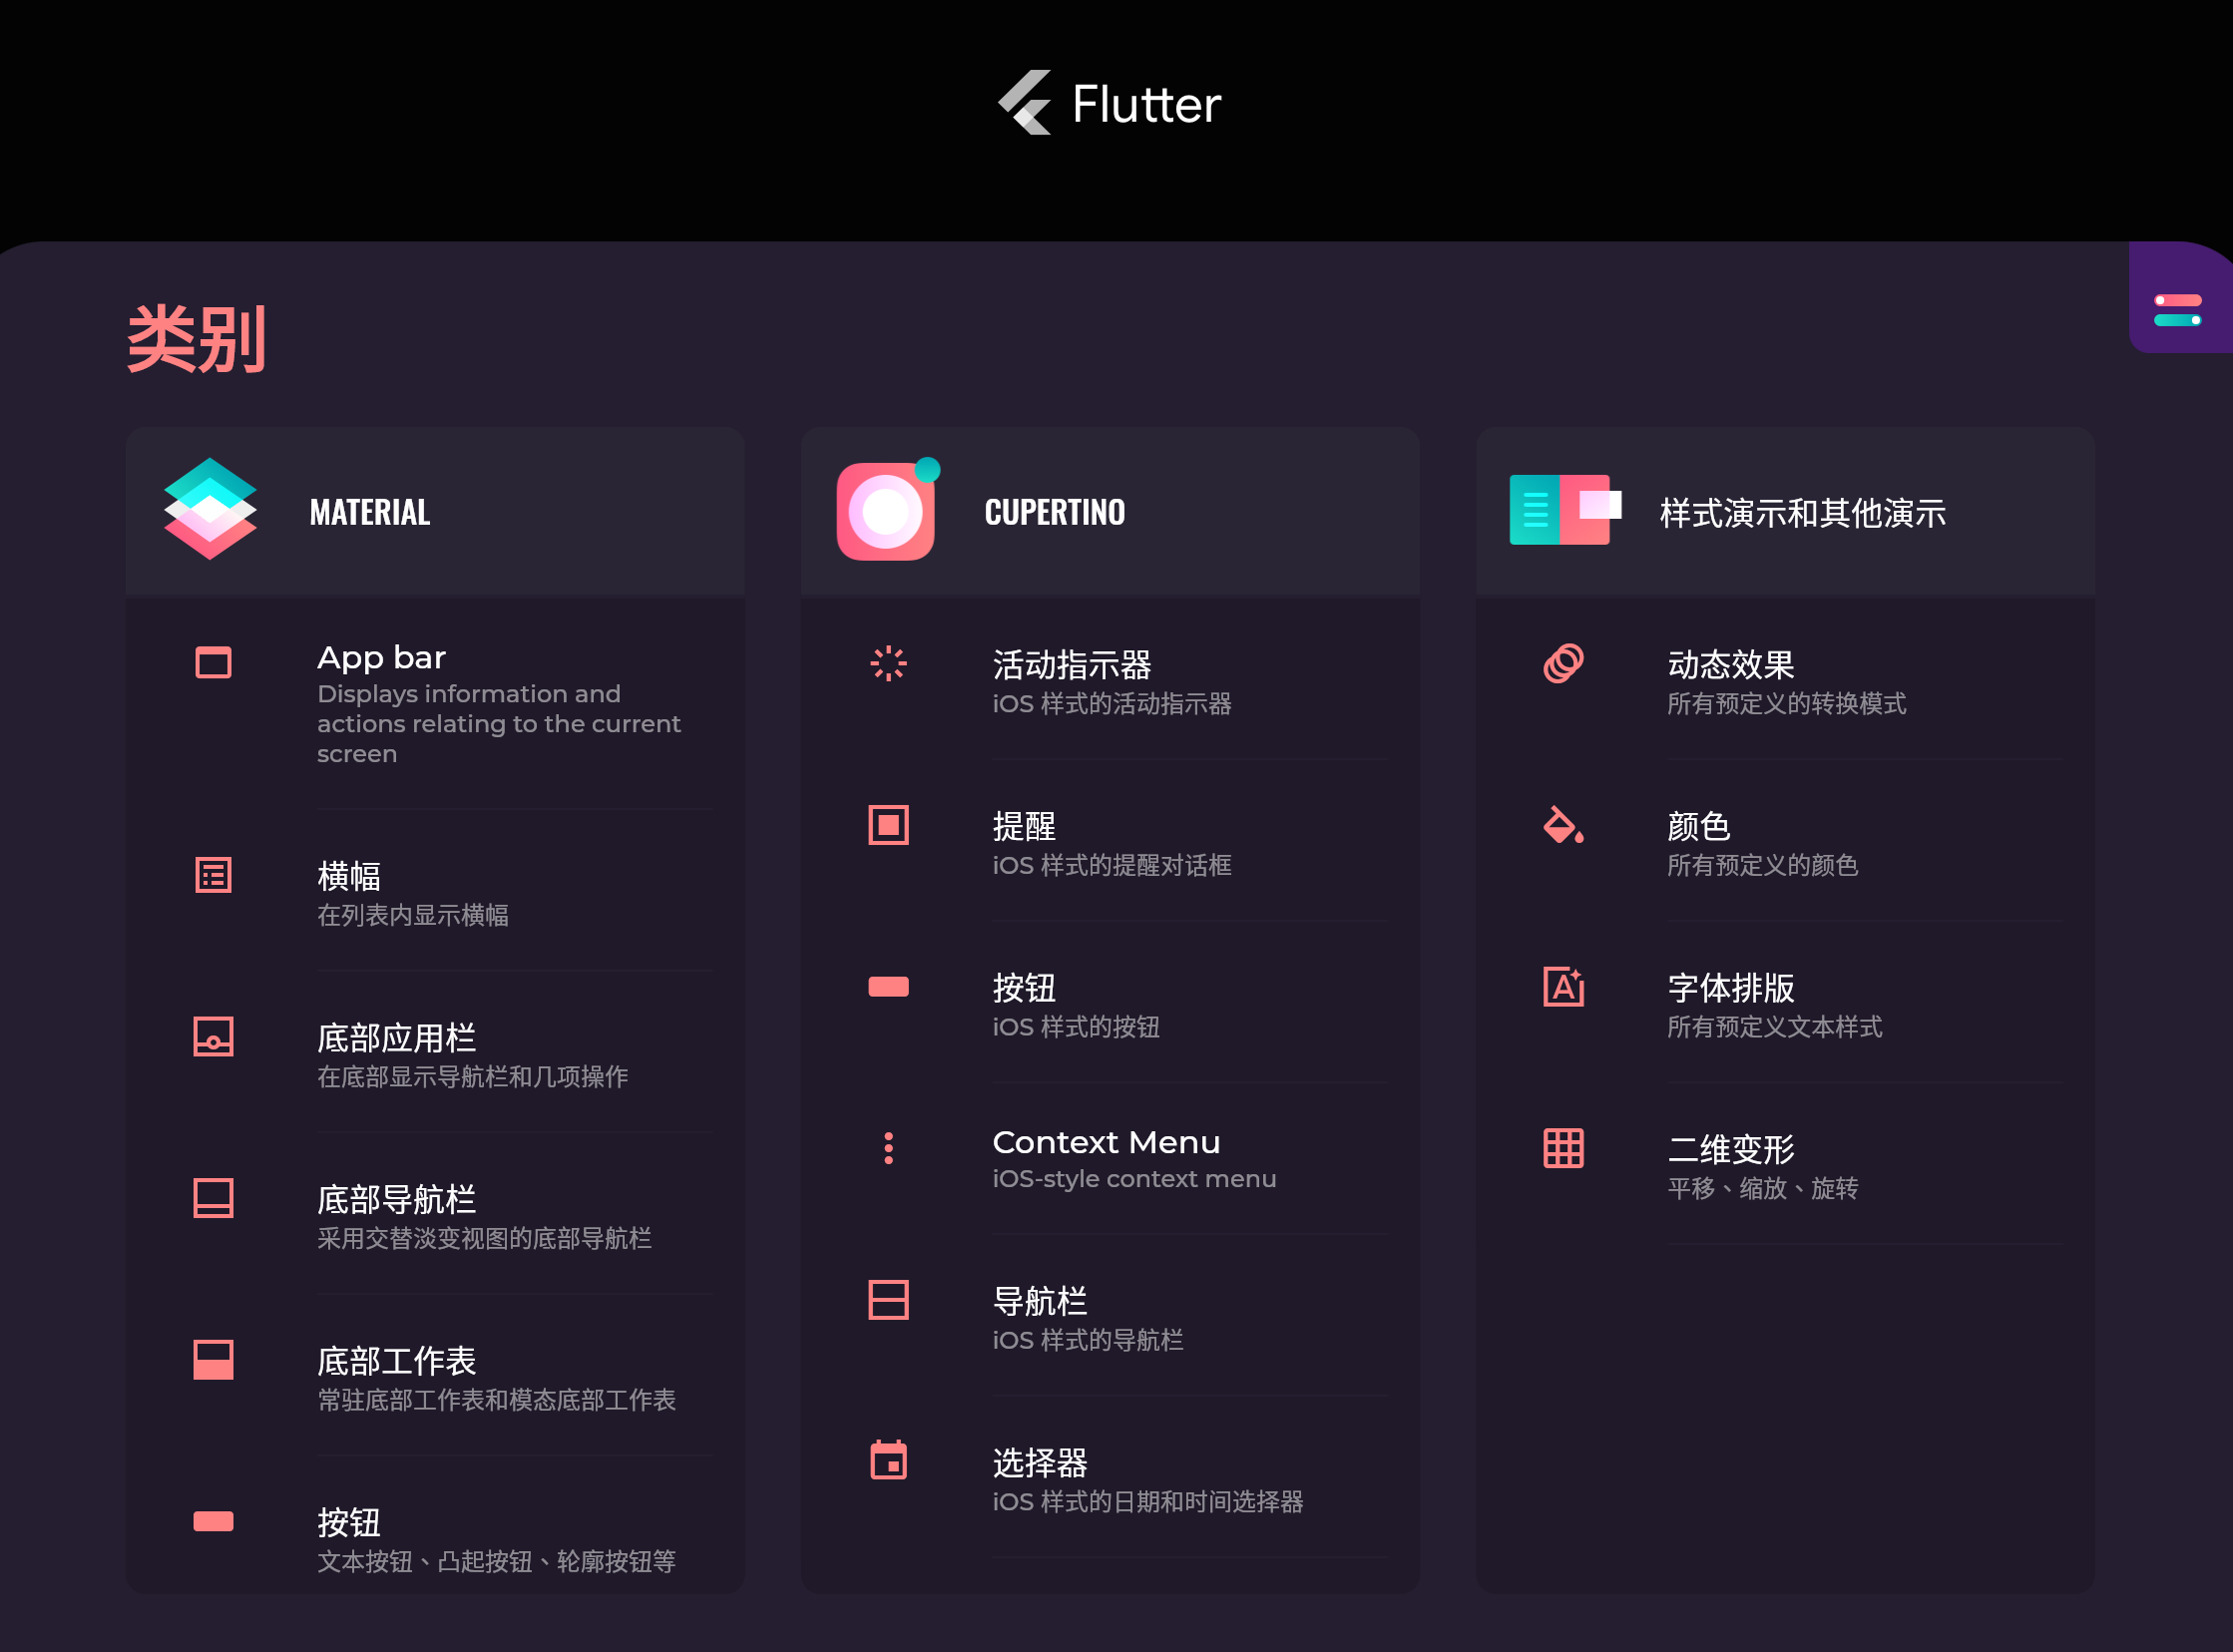 Flutter
类别
MATERIAL
App bar
Displays information and
actions relating to the current
screen
横幅
在列表内显示横幅
底部应用栏
在底部显示导航栏和几项操作
底部导航栏
采用交替淡变视图的底部导航栏
底部工作表
常驻底部工作表和模态底部工作表
按钮
文本按钮、凸起按钮、轮廓按钮等
CUPERTINO
活动指示器
iOS 样式的活动指示器
提醒
iOS 样式的提醒对话框
按钮
iOS 样式的按钮
Context Menu
iOS-style context menu
导航栏
iOS 样式的导航栏
选择器
iOS 样式的日期和时间选择器
样式演示和其他演示
动态效果
所有预定义的转换模式
颜色
所有预定义的颜色
字体排版
所有预定义文本样式
二维变形
平移、缩放、旋转